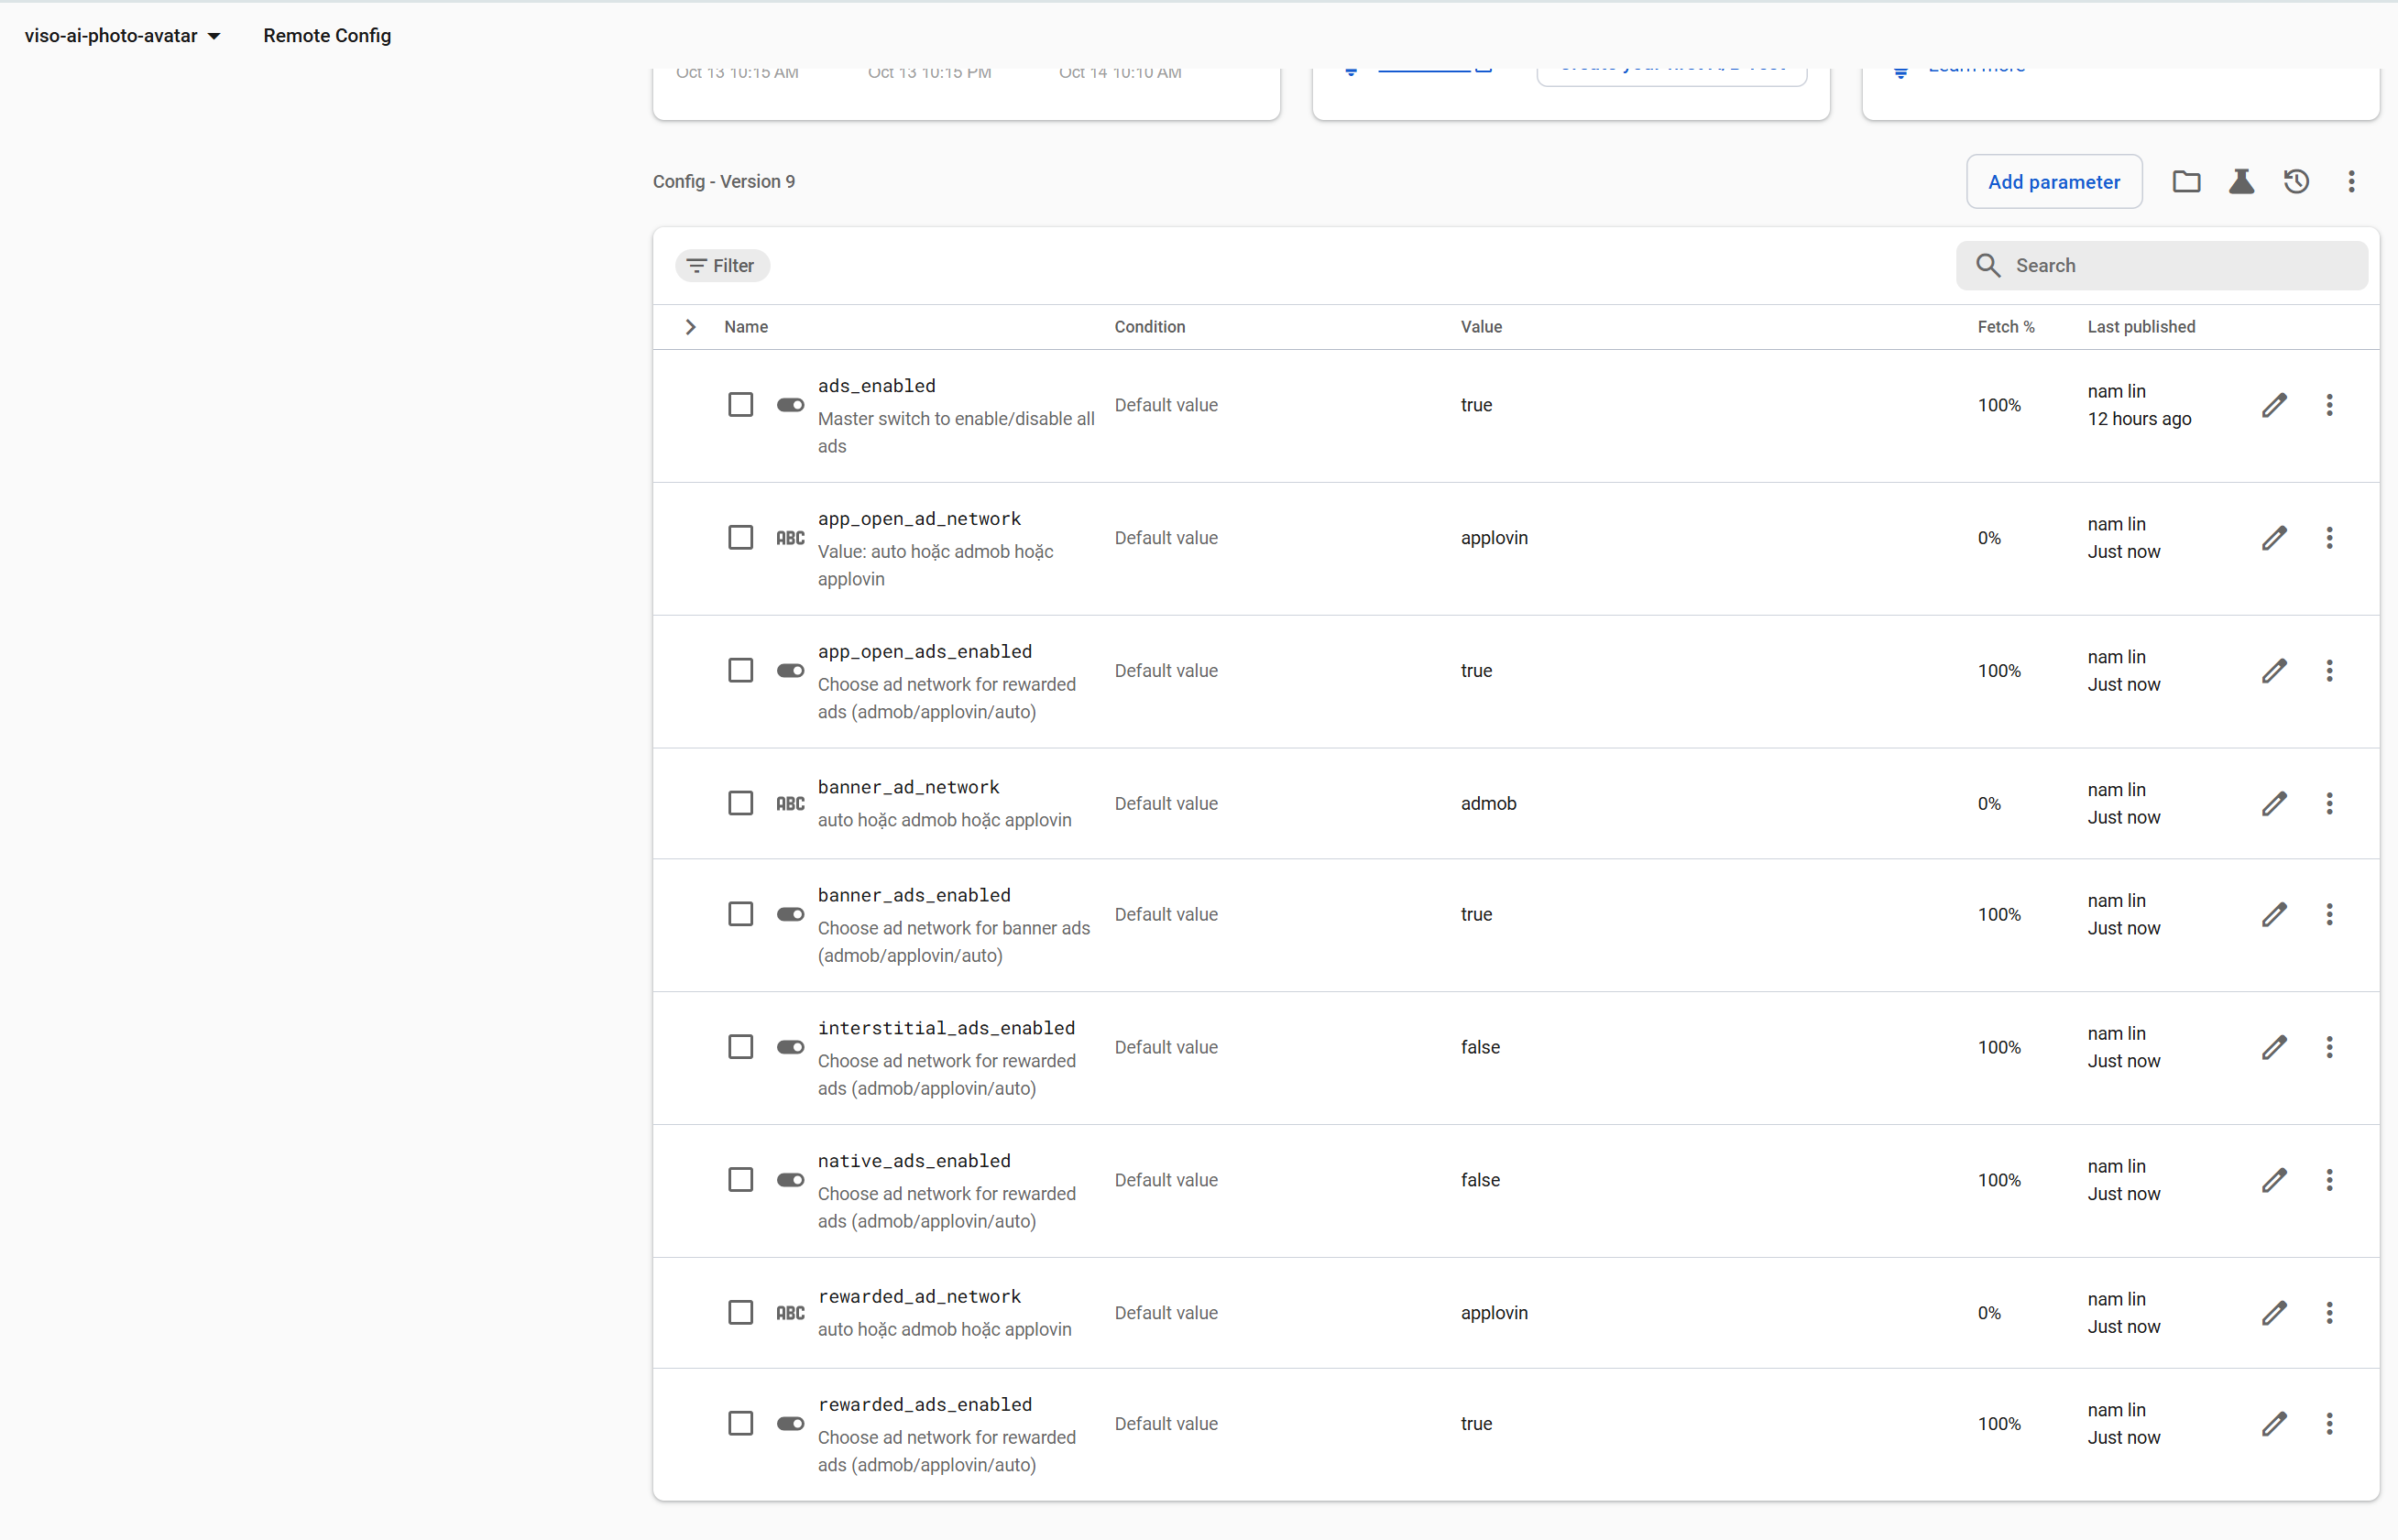 viso-ai-photo-avatar
Remote Config
Oct 13 10:15 AM
Oct 13 10:15 PM
Oct 14 10:10 AM
Learn more
Config - Version 9
Add parameter
Filter
Search
Name
Condition
Value
Fetch %
Last published
ads_enabled
Master switch to enable/disable all
ads
Default value
true
100%
nam lin
12 hours ago
ABC
app_open_ad_network
Value: auto hoặc admob hoặc
applovin
Default value
applovin
0%
nam lin
Just now
app_open_ads_enabled
Choose ad network for rewarded
ads (admob/applovin/auto)
Default value
true
100%
nam lin
Just now
ABC
banner_ad_network
auto hoặc admob hoặc applovin
Default value
admob
0%
nam lin
Just now
banner_ads_enabled
Choose ad network for banner ads
(admob/applovin/auto)
Default value
true
100%
nam lin
Just now
interstitial_ads_enabled
Choose ad network for rewarded
ads (admob/applovin/auto)
Default value
false
100%
nam lin
Just now
native_ads_enabled
Choose ad network for rewarded
ads (admob/applovin/auto)
Default value
false
100%
nam lin
Just now
ABC
rewarded_ad_network
auto hoặc admob hoặc applovin
Default value
applovin
0%
nam lin
Just now
rewarded_ads_enabled
Choose ad network for rewarded
ads (admob/applovin/auto)
Default value
true
100%
nam lin
Just now